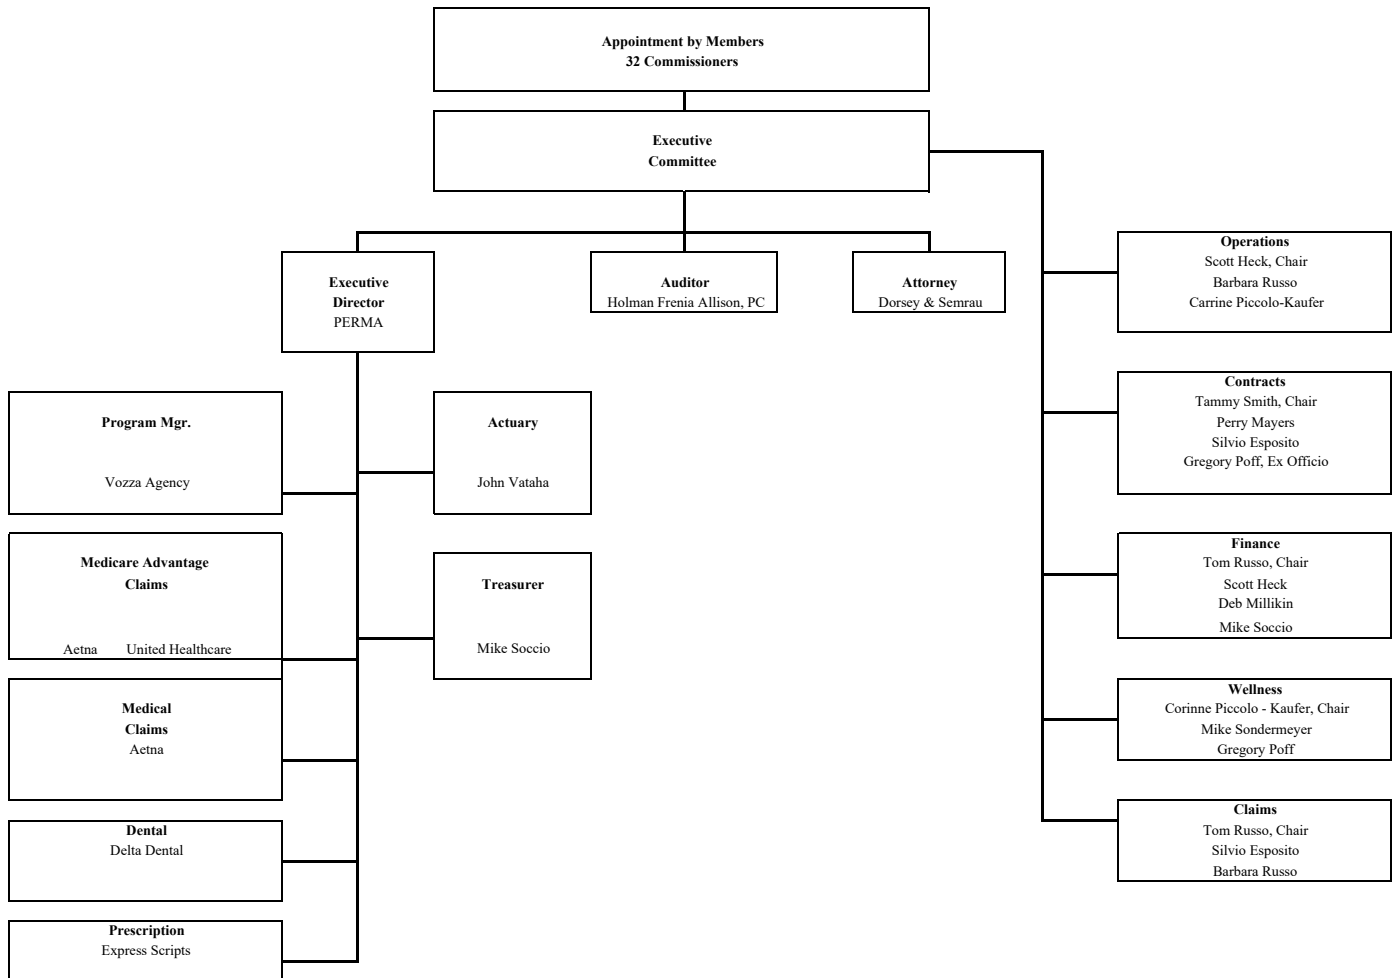 Appointment by Members
32 Commissioners
Executive
Committee
Executive
Director
PERMA
Auditor
Holman Frenia Allison, PC
Attorney
Dorsey & Semrau
Operations
Scott Heck, Chair
Barbara Russo
Carrine Piccolo-Kaufer
Program Mgr.
Vozza Agency
Actuary
John Vataha
Contracts
Tammy Smith, Chair
Perry Mayers
Silvio Esposito
Gregory Poff, Ex Officio
Medicare Advantage
Claims
Aetna United Healthcare
Treasurer
Mike Soccio
Finance
Tom Russo, Chair
Scott Heck
Deb Millikin
Mike Soccio
Medical
Claims
Aetna
Wellness
Corinne Piccolo - Kaufer, Chair
Mike Sondermeyer
Gregory Poff
Dental
Delta Dental
Claims
Tom Russo, Chair
Silvio Esposito
Barbara Russo
Prescription
Express Scripts